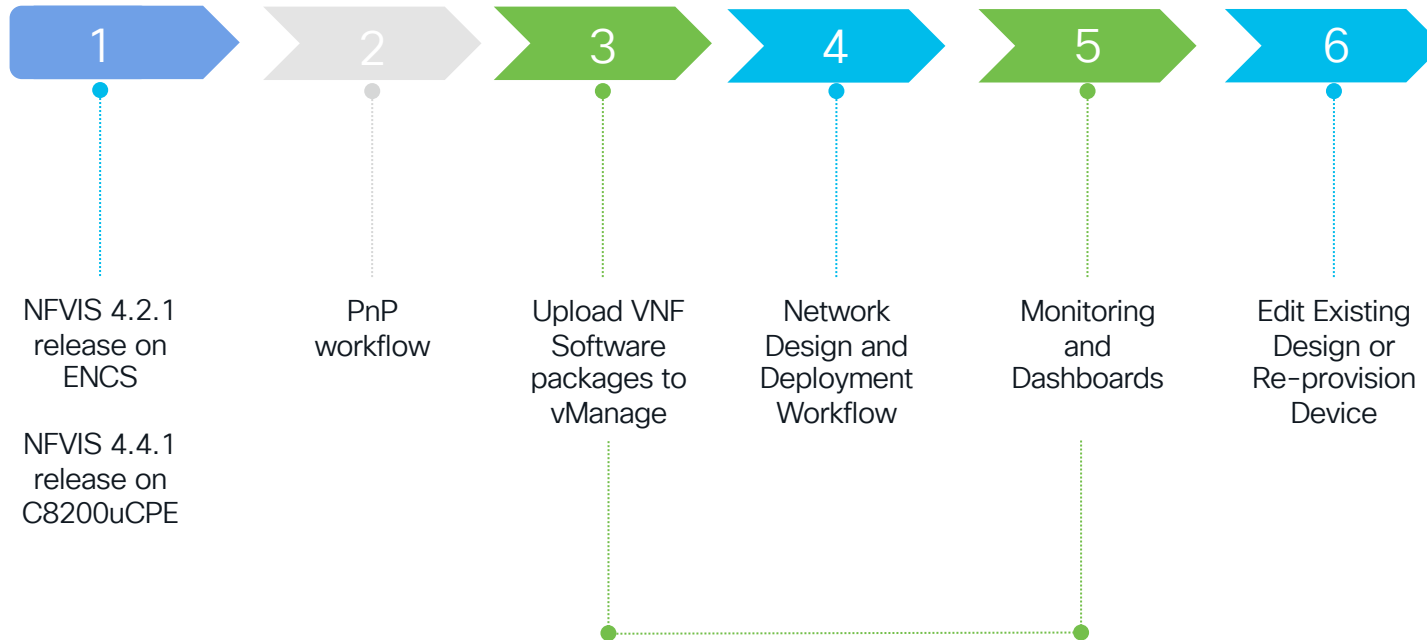 1
2
3
4
5
6
NFVIS 4.2.1
release on
ENCS
NFVIS 4.4.1
release on
C8200uCPE
PnP
workflow
Upload VNF
Software
packages to
vManage
Network
Design and
Deployment
Workflow
Monitoring
and
Dashboards
Edit Existing
Design or
Re-provision
Device